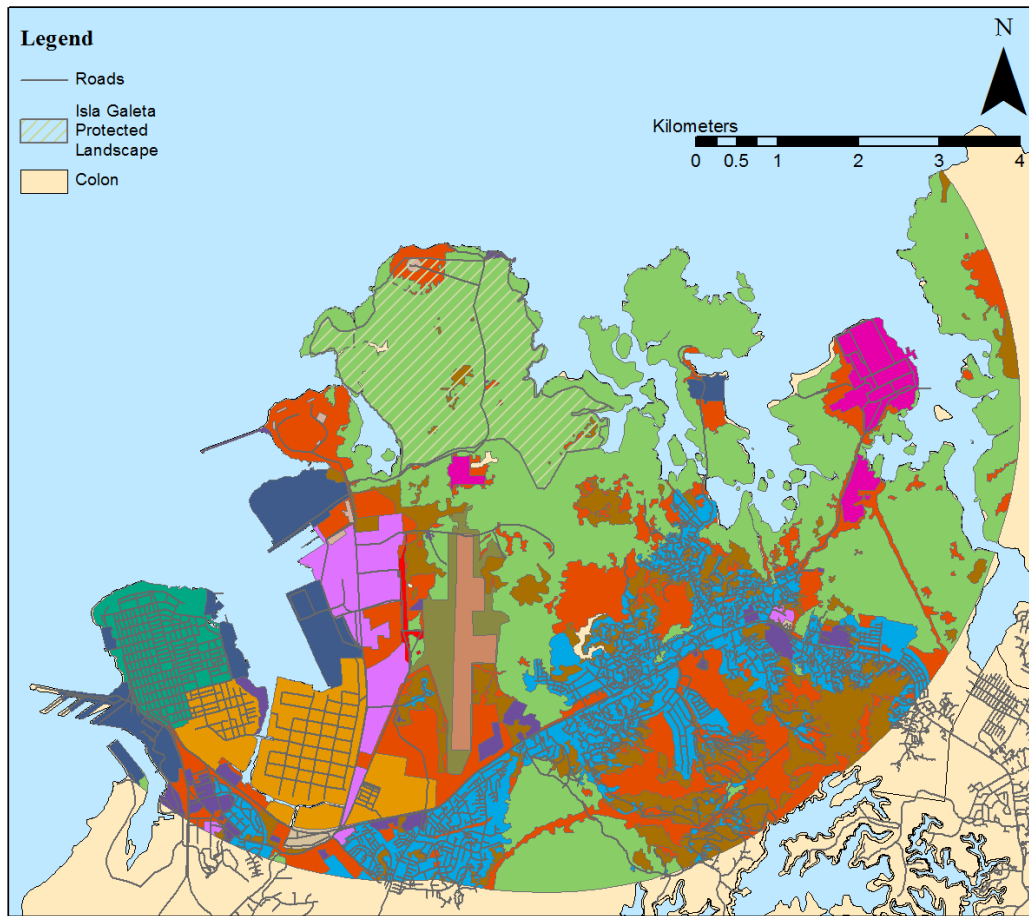 Legend
Roads
Isla Galeta
Protected
Landscape
Colon
N
Kilometers
0 0.5 1 2 3 4